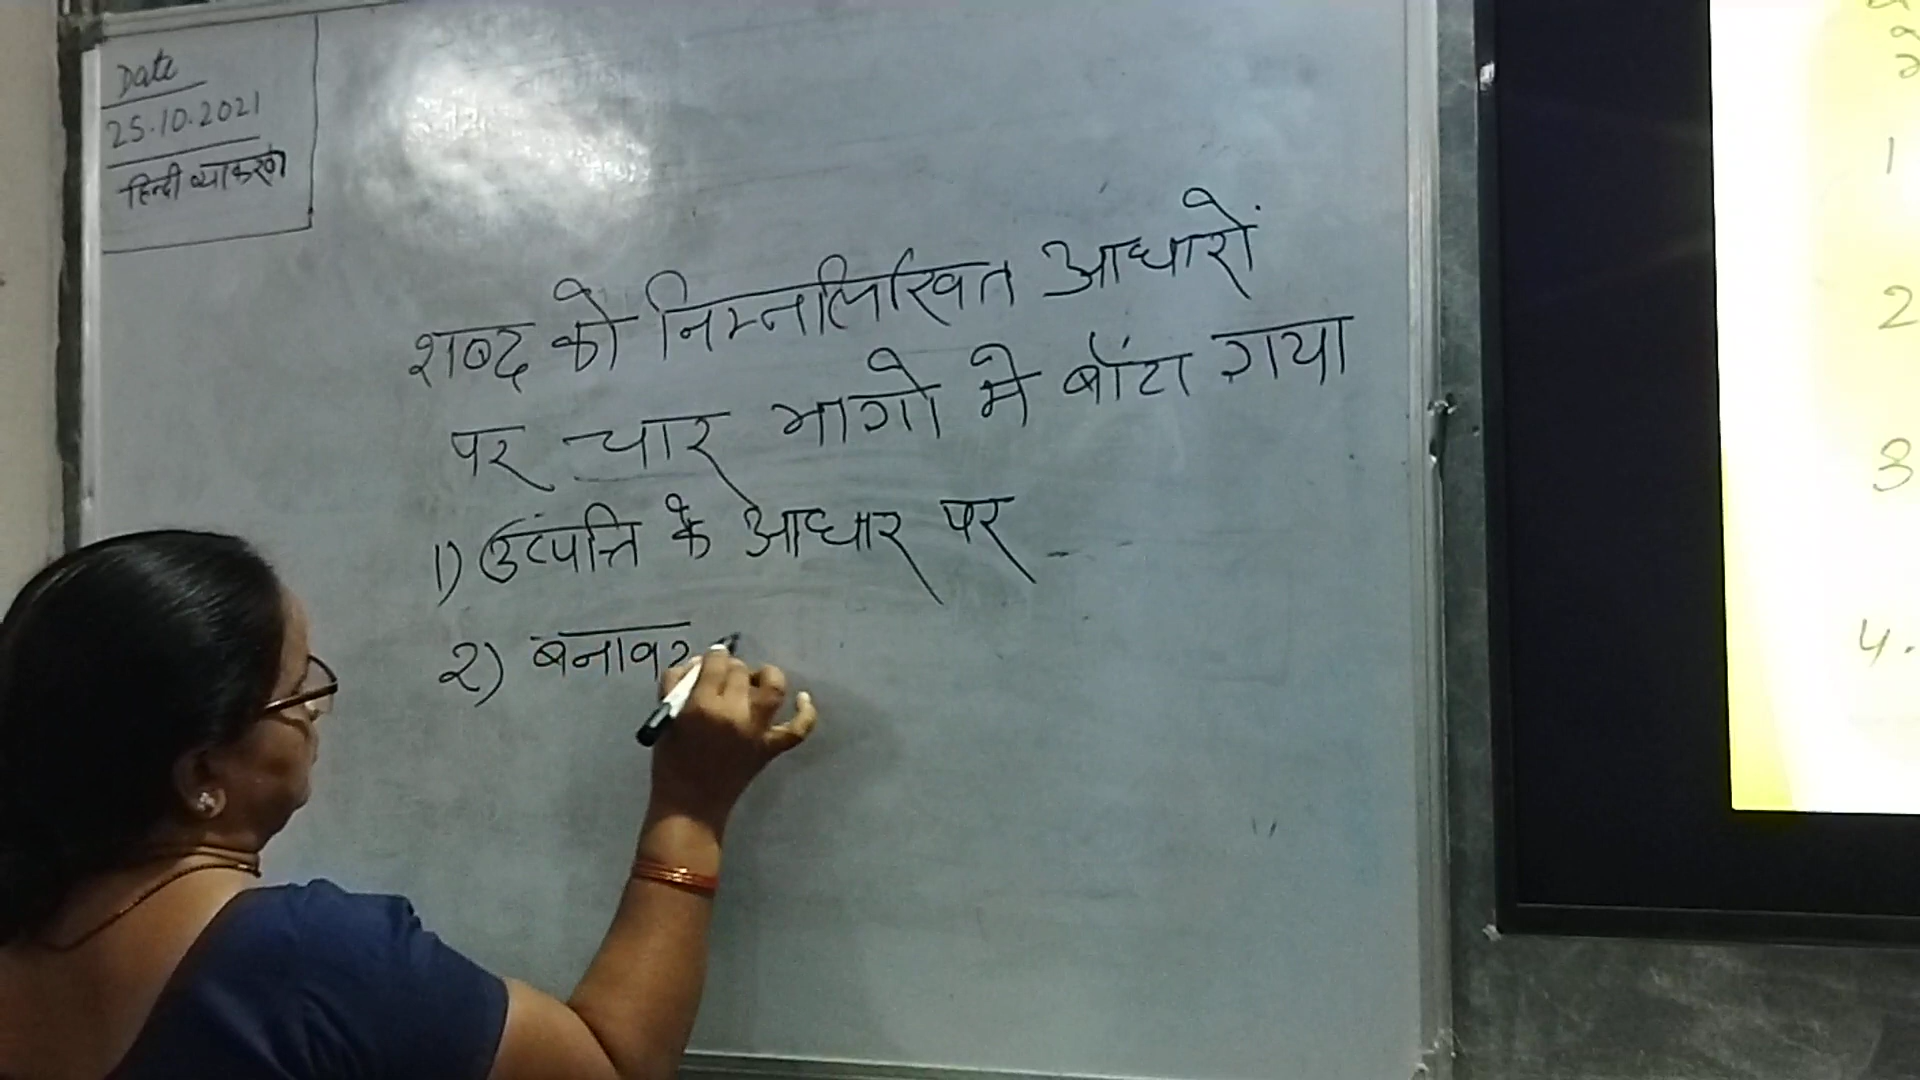 Date
25.10.2021
हिन्दी व्याकरण
शब्द को निम्नलिखित आधारों
पर चार भागो मे बाँटा गया
1) उत्पत्ति के आधार पर
२) बनावट
1
2
3
4.